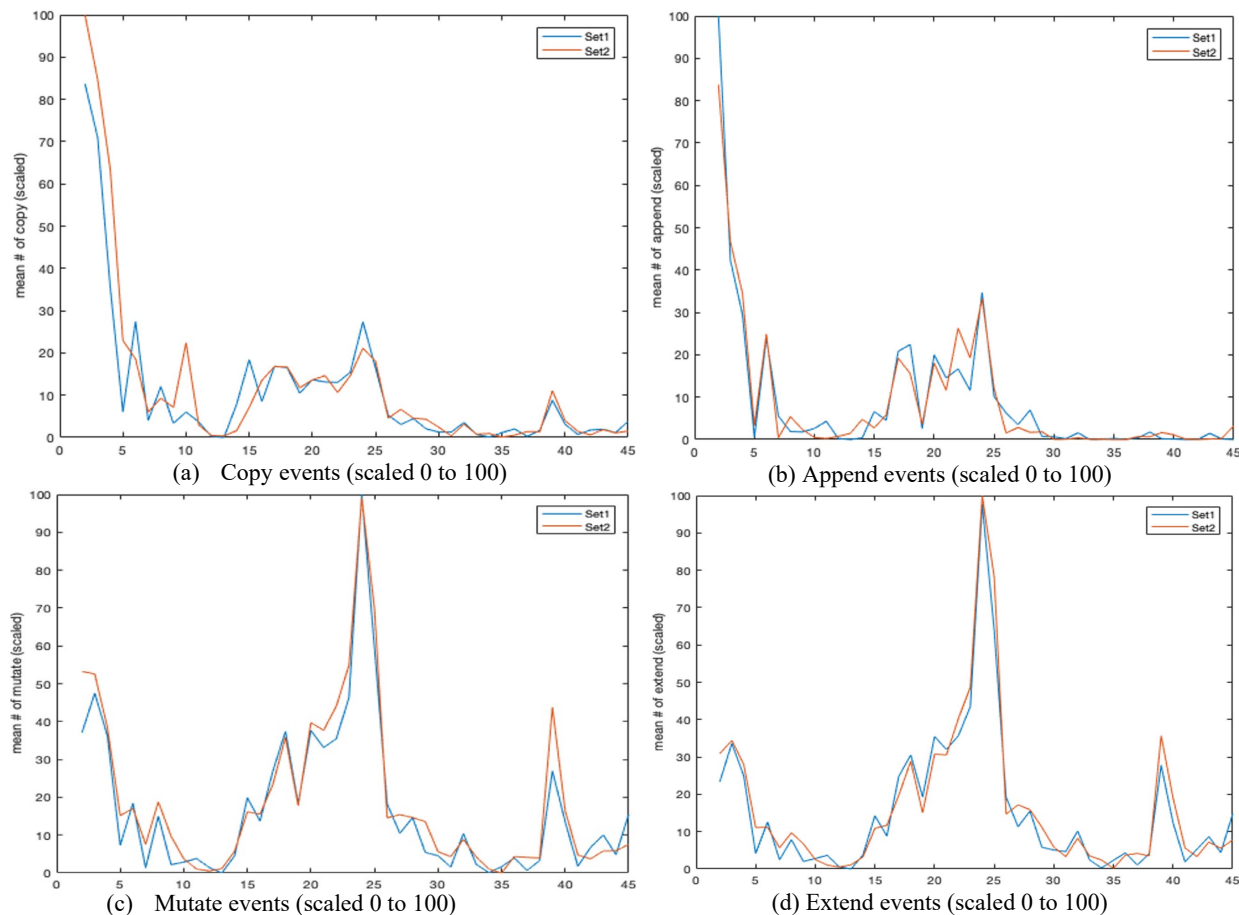 mean # of copy (scaled)
100
90
80
70
60
50
40
30
20
10
0
0 5 10 15 20 25 30 35 40 45
Set1
Set2
(a) Copy events (scaled 0 to 100)
mean # of append (scaled)
100
90
80
70
60
50
40
30
20
10
0
0 5 10 15 20 25 30 35 40 45
Set1
Set2
(b) Append events (scaled 0 to 100)
mean # of mutate (scaled)
100
90
80
70
60
50
40
30
20
10
0
0 5 10 15 20 25 30 35 40 45
Set1
Set2
(c) Mutate events (scaled 0 to 100)
mean # of extend (scaled)
100
90
80
70
60
50
40
30
20
10
0
0 5 10 15 20 25 30 35 40 45
Set1
Set2
(d) Extend events (scaled 0 to 100)